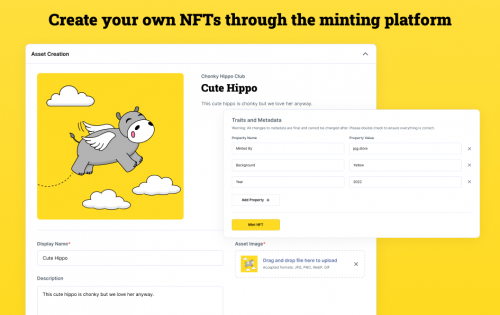 Create your own NFTs through the minting platform
Asset Creation
Chonky Hippo Club
Cute Hippo
This cute hippo is chonky but we love her anyway.
Traits and Metadata
Warning: All changes to metadata are final and cannot be changed after. Please double check to ensure everything is correct.
Property Name
Property Value
Minted By
jpg.store
Background
Yellow
Year
2022
Add Property +
Mint NFT
Display Name*
Cute Hippo
Asset Image*
Drag and drop file here to upload
Accepted formats: JPG, PNG, WebP, GIF
Description
This cute hippo is chonky but we love her anyway.